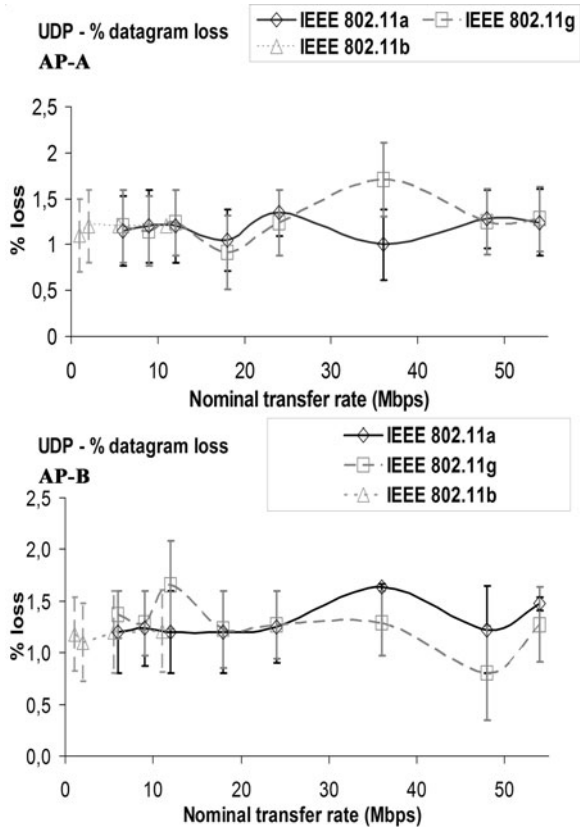 UDP - % datagram loss
AP-A
IEEE 802.11a
IEEE 802.11g
IEEE 802.11b
% loss
2,5
2
1,5
1
0,5
0
0 10 20 30 40 50
Nominal transfer rate (Mbps)
UDP - % datagram loss
AP-B
IEEE 802.11a
IEEE 802.11g
IEEE 802.11b
% loss
2,5
2,0
1,5
1,0
0,5
0,0
0 10 20 30 40 50
Nominal transfer rate (Mbps)